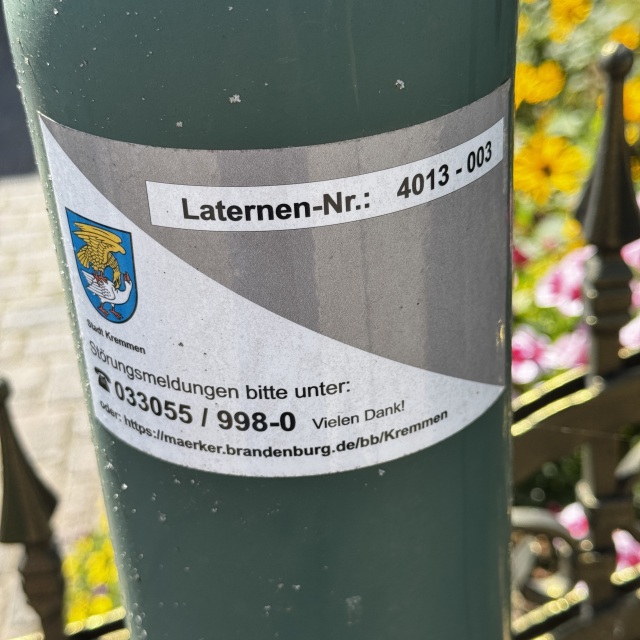 Laternen-Nr.: 4013 - 003
Stadt Kremmen
Störungsmeldungen bitte unter:
☎ 033055 / 998-0 Vielen Dank!
oder: https://maerker.brandenburg.de/bb/Kremmen